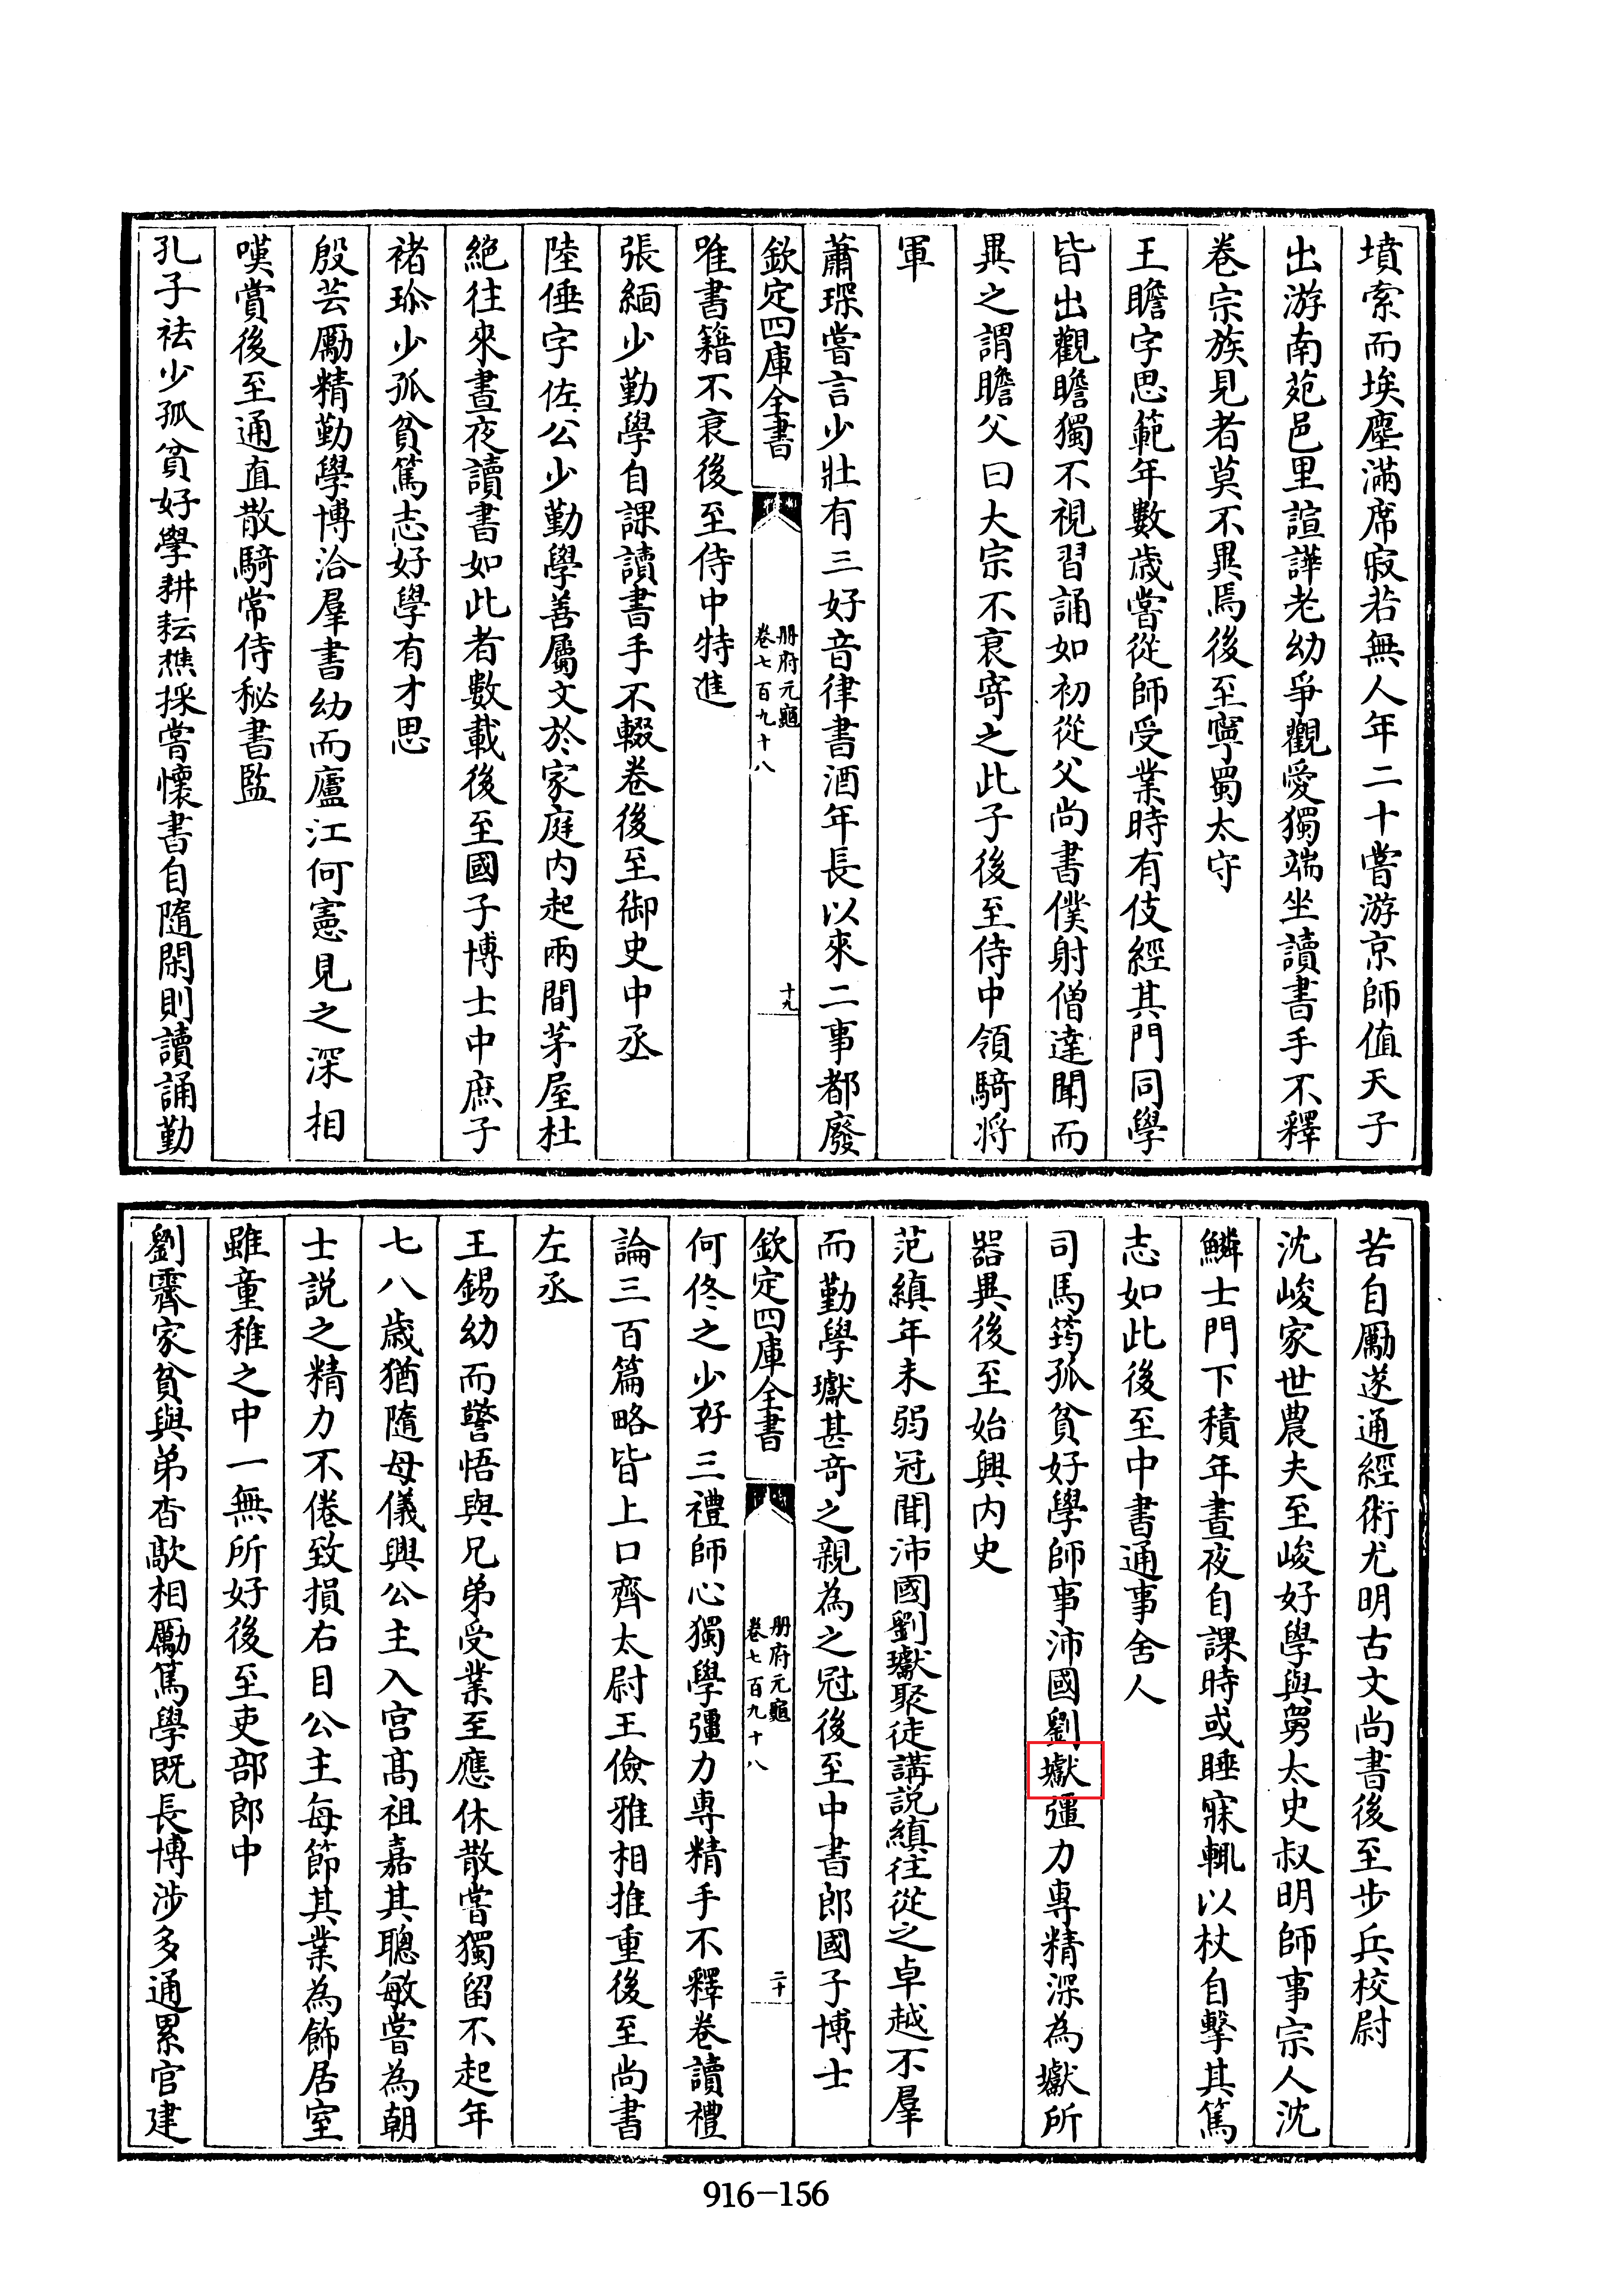 墳索而埃塵滿席寂若無人年二十嘗游京師值天子
出游南苑邑里諠譁老幼爭觀愛獨端坐讀書手不釋
卷宗族見者莫不異焉後至寧蜀太守
王瞻字思範年數歲嘗從師受業時有伎經其門同學
皆出觀瞻獨不視習誦如初從父尚書僕射僧達聞而
異之謂瞻父曰大宗不衰寄之此子後至侍中領驍將
軍
蕭琛嘗言少壯有三好音律書酒年長以來二事都廢
欽定四庫全書
册府元龜
卷七百九十八
十九
唯書籍不衰後至侍中特進
張緬少勤學自課讀書手不輟卷後至御史中丞
陸倕字佐公少勤學善屬文於家庭内起兩間茅屋杜
絶往來晝夜讀書如此者數載後至國子博士中庶子
褚玠少孤貧篤志好學有才思
殷芸勵精勤學博洽羣書幼而廬江何憲見之深相
嘆賞後至通直散騎常侍秘書監
孔子祛少孤貧好學耕耘樵採嘗懷書自隨閑則讀誦勤
苦自勵遂通經術尤明古文尚書後至步兵校尉
沈峻家世農夫至峻好學與舅太史叔明師事宗人沈
鱗士門下積年晝夜自課時或睡寐輒以杖自擊其篤
志如此後至中書通事舍人
司馬筠孤貧好學師事沛國劉瓛彊力專精深為瓛所
器異後至始興内史
范縝年未弱冠聞沛國劉瓛聚徒講説縝往從之卓越不羣
而勤學瓛甚奇之親為之冠後至中書郎國子博士
欽定四庫全書
册府元龜
卷七百九十八
二十
何佟之少好三禮師心獨學彊力專精手不釋卷讀禮
論三百篇略皆上口齊太尉王儉雅相推重後至尚書
左丞
王錫幼而警悟與兄弟受業至應休散嘗獨留不起年
七八歲猶隨母儀興公主入宫高祖嘉其聰敏嘗為朝
士説之精力不倦致損右目公主每節其業為飾居室
雖童稚之中一無所好後至吏部郎中
劉霽家貧與弟杳歊相勵篤學既長博涉多通累官建
916-156